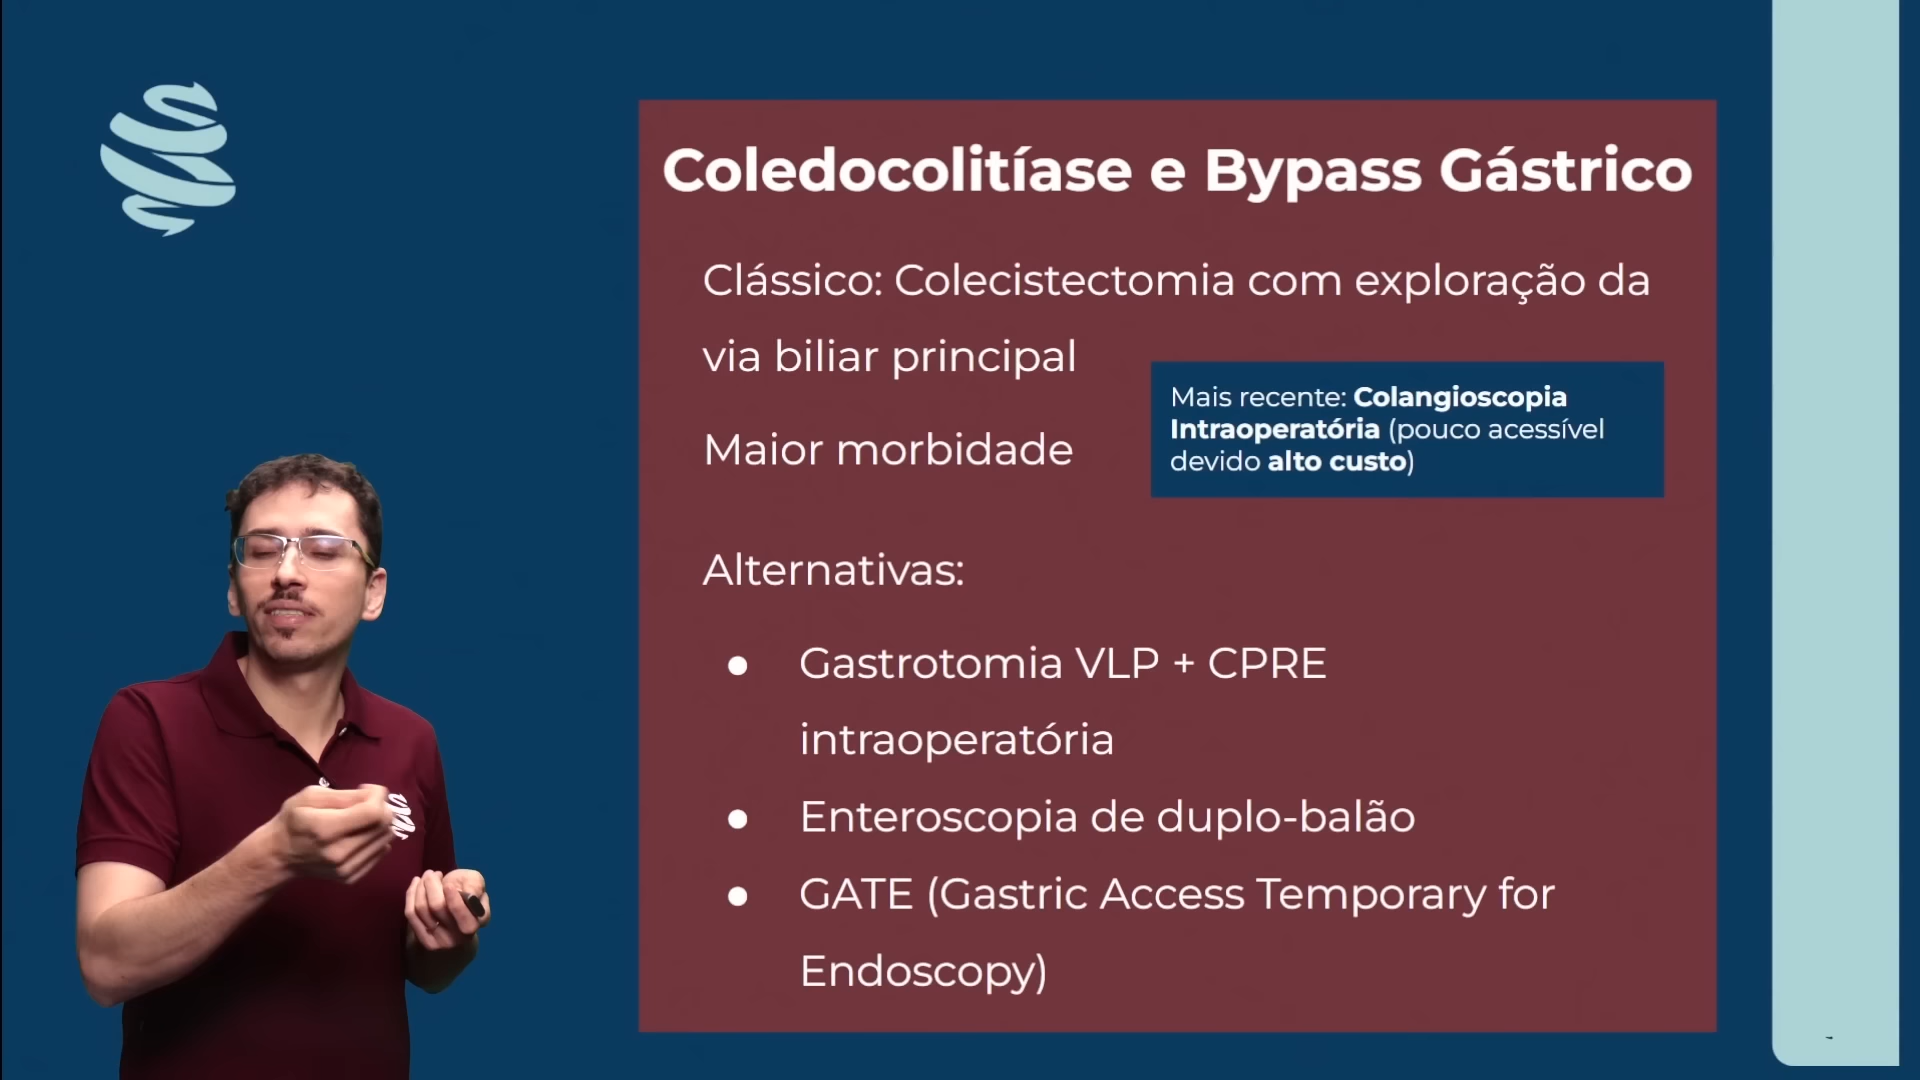 Coledocolitíase e Bypass Gástrico
Clássico: Colecistectomia com exploração da
via biliar principal
Mais recente: Colangioscopia
Intraoperatória (pouco acessível
devido alto custo)
Maior morbidade
Alternativas:
● Gastrotomia VLP + CPRE
intraoperatória
● Enteroscopia de duplo-balão
● GATE (Gastric Access Temporary for
Endoscopy)